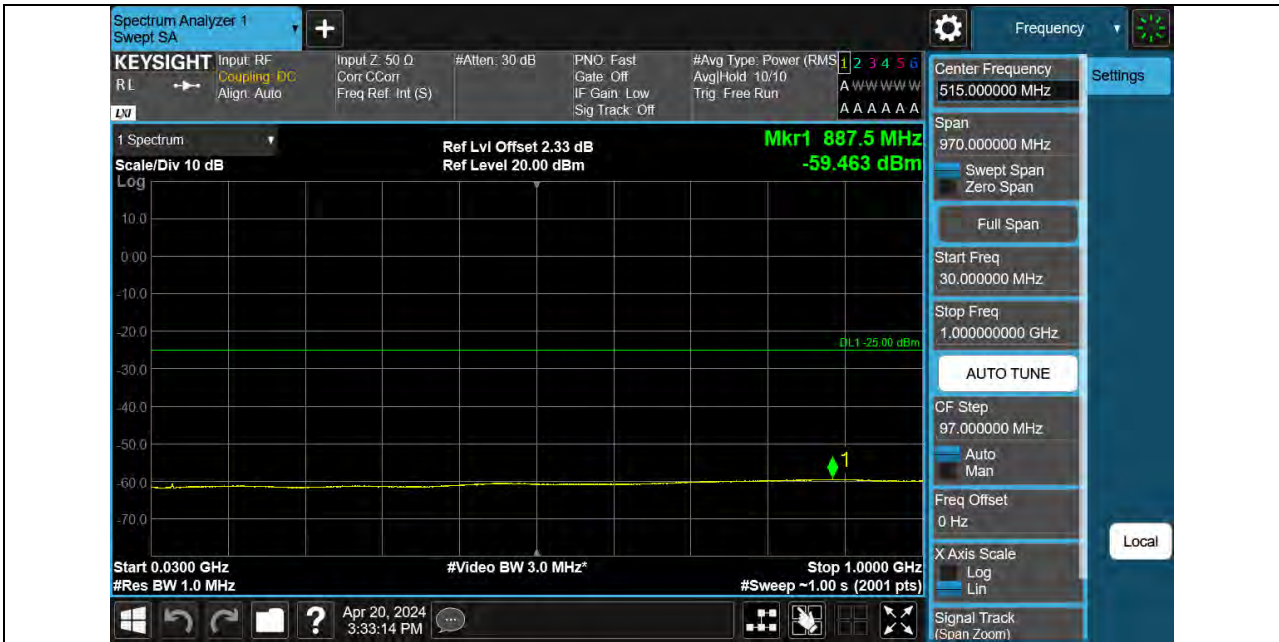 Spectrum Analyzer 1
Swept SA
+
Frequency
KEYSIGHT
RL
LXI
Input: RF
Coupling: DC
Align: Auto
Input Z: 50 Ω
Corr CCorr
Freq Ref: Int (S)
#Atten: 30 dB
PNO: Fast
Gate: Off
IF Gain: Low
Sig Track: Off
#Avg Type: Power (RMS
Avg|Hold: 10/10
Trig: Free Run
1 2 3 4 5 6
A W W W W W
A A A A A A
1 Spectrum
Scale/Div 10 dB
Ref Lvl Offset 2.33 dB
Ref Level 20.00 dBm
Mkr1 887.5 MHz
-59.463 dBm
Log
10.0
0.00
-10.0
-20.0
DL1 -25.00 dBm
-30.0
-40.0
-50.0
1
-60.0
-70.0
Start 0.0300 GHz
#Video BW 3.0 MHz*
Stop 1.0000 GHz
#Res BW 1.0 MHz
#Sweep ~1.00 s (2001 pts)
Center Frequency
515.000000 MHz
Settings
Span
970.000000 MHz
Swept Span
Zero Span
Full Span
Start Freq
30.000000 MHz
Stop Freq
1.000000000 GHz
AUTO TUNE
CF Step
97.000000 MHz
Auto
Man
Freq Offset
0 Hz
X Axis Scale
Log
Lin
Signal Track
(Span Zoom)
Local
?
Apr 20, 2024
3:33:14 PM